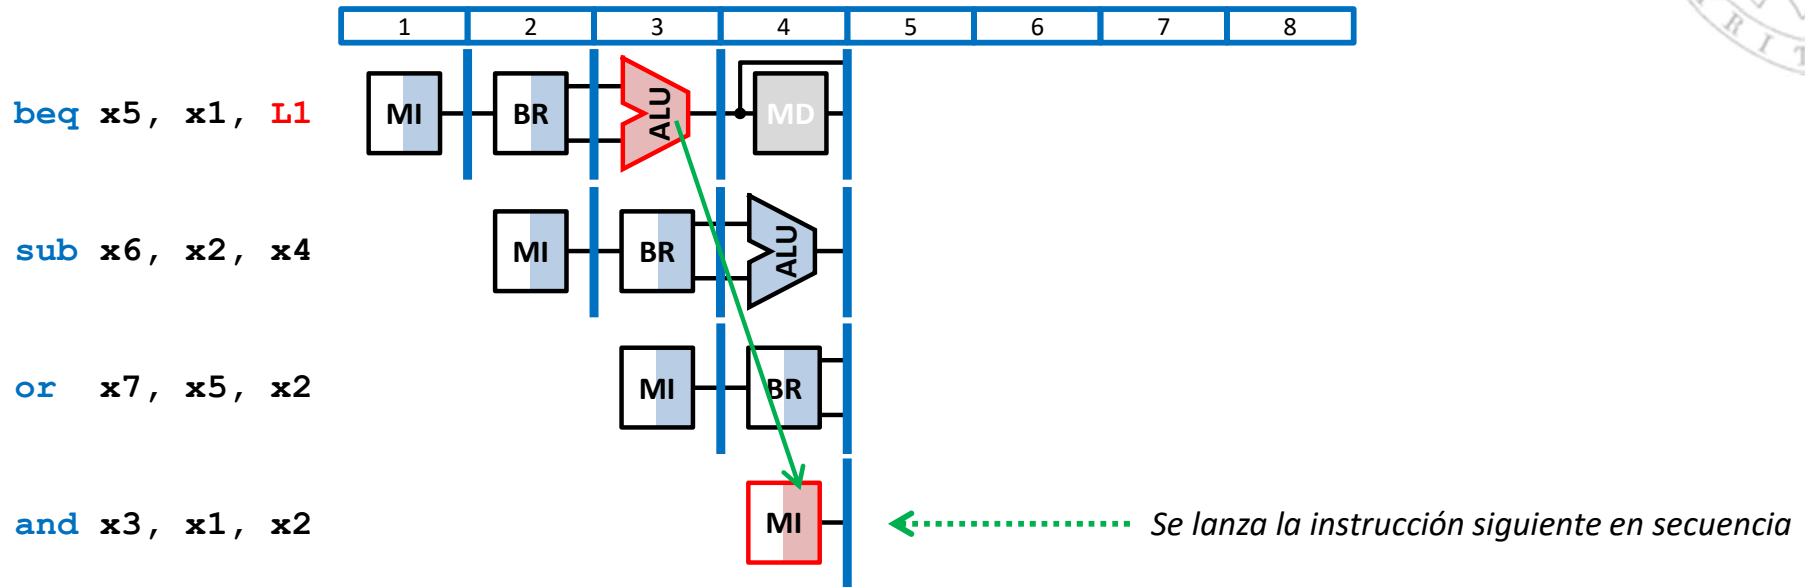 1 2 3 4 5 6 7 8
beq x5, x1, L1 MI BR ALU MD
sub x6, x2, x4 MI BR ALU
or x7, x5, x2 MI BR
and x3, x1, x2 MI Se lanza la instrucción siguiente en secuencia